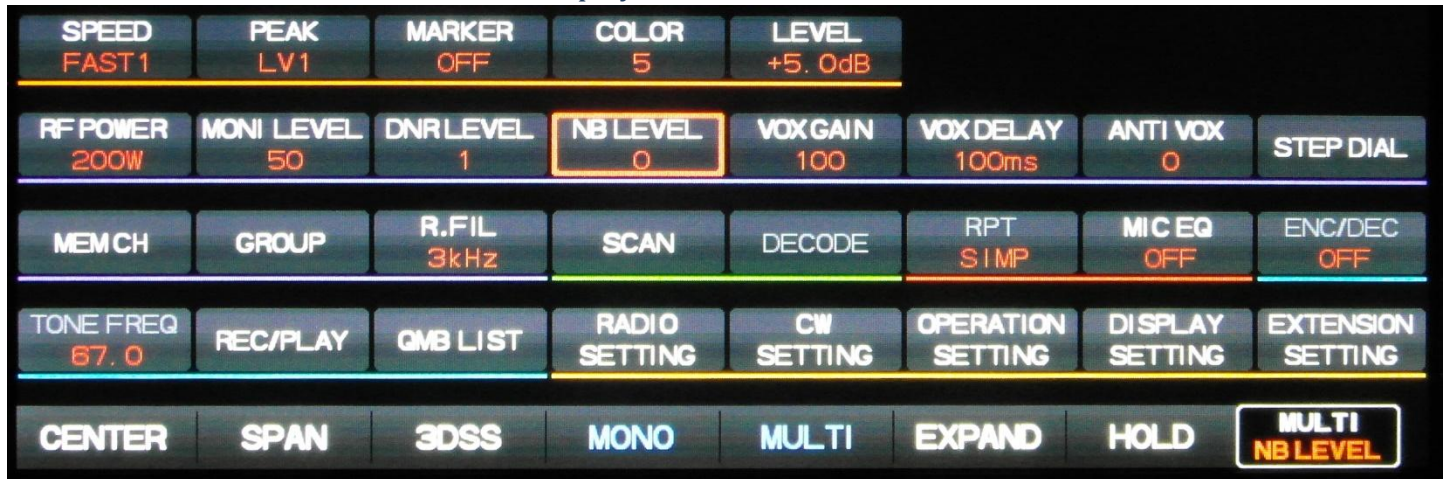 SPEED PEAK MARKER COLOR LEVEL
FAST1 LV1 OFF 5 +5.0dB
RF POWER MONI LEVEL DNR LEVEL NB LEVEL VOX GAIN VOX DELAY ANTI VOX STEP DIAL
200W 50 1 0 100 100ms 0
MEM CH GROUP R.FIL SCAN DECODE RPT MIC EQ ENC/DEC
3kHz SIMP OFF OFF
TONE FREQ REC/PLAY QMB LIST RADIO CW OPERATION DISPLAY EXTENSION
67.0 SETTING SETTING SETTING SETTING SETTING
CENTER SPAN 3DSS MONO MULTI EXPAND HOLD MULTI
NB LEVEL